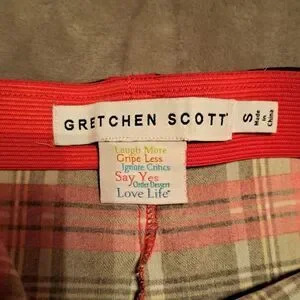 GRETCHEN SCOTT
S
Made
in
China
Laugh More
Gripe Less
Ignore Critics
Say Yes
Order Dessert
Love Life